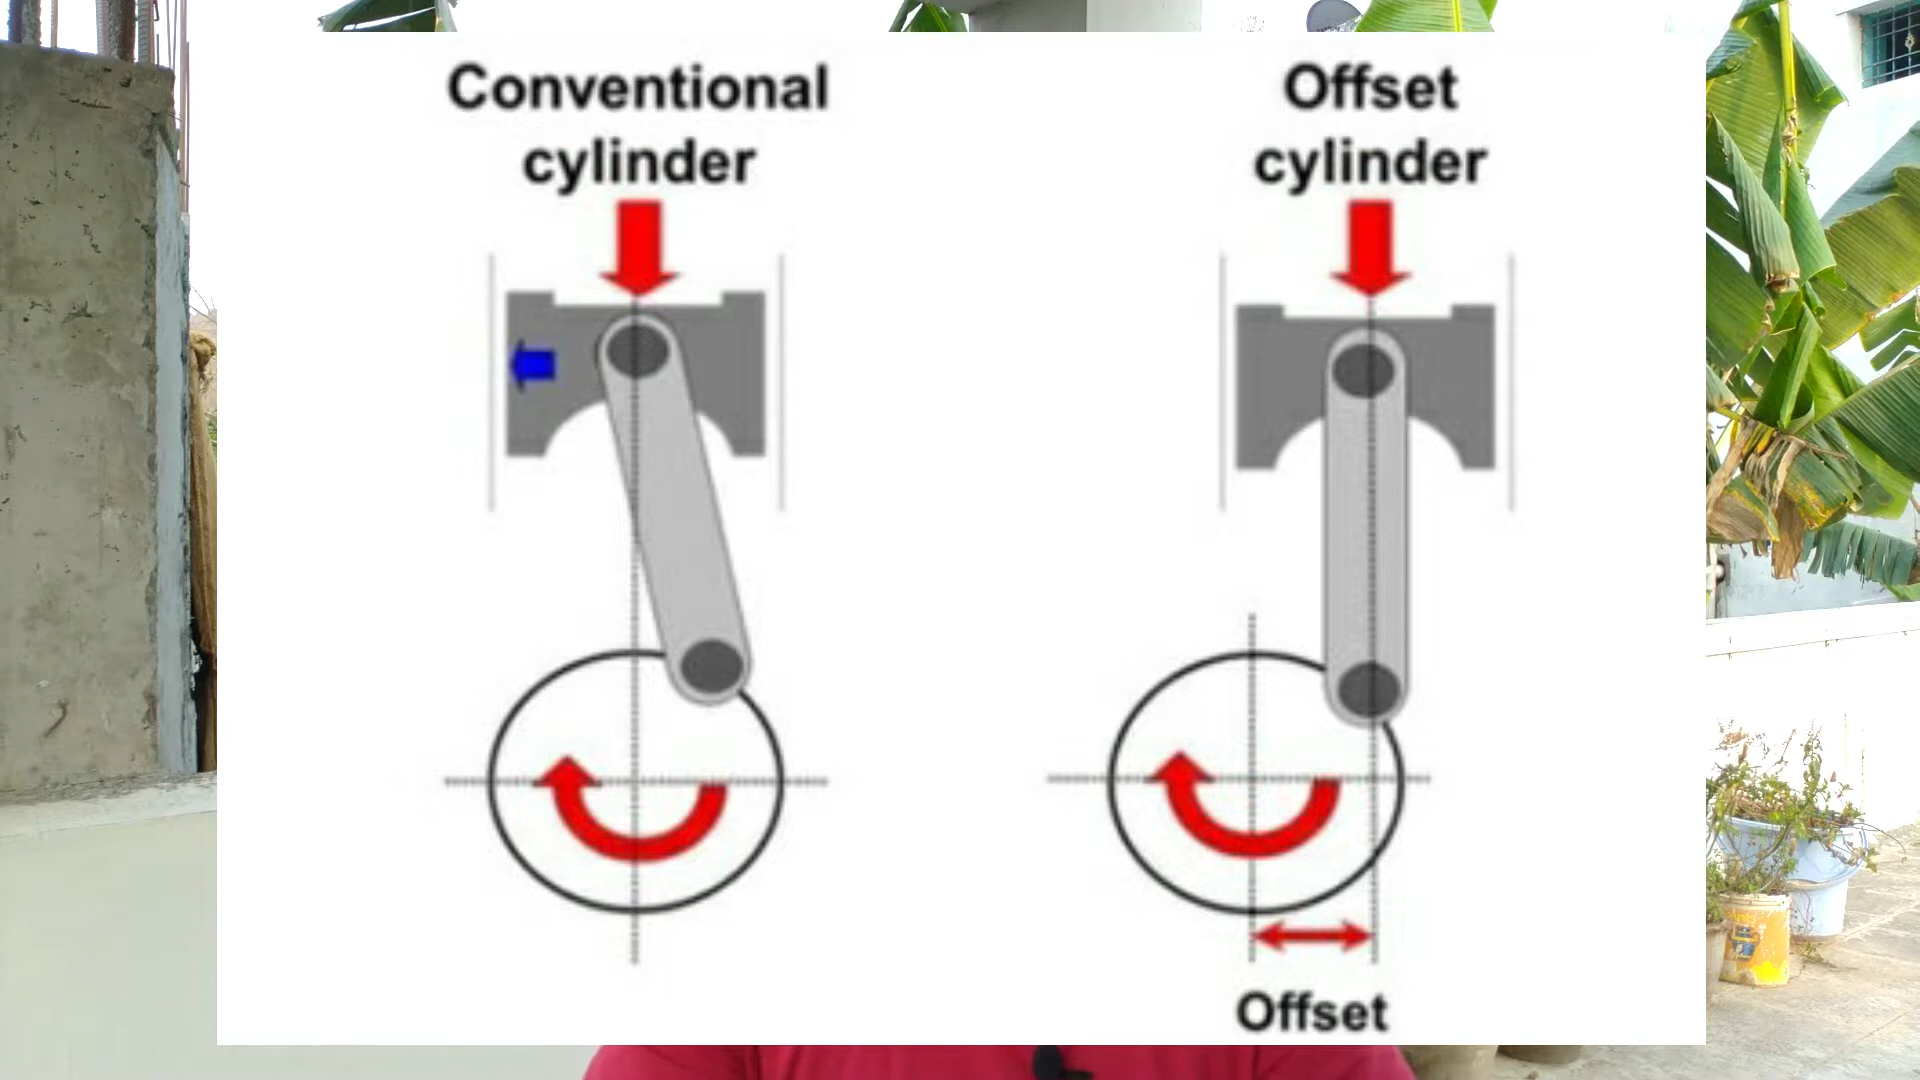 Conventional
cylinder
Offset
cylinder
Offset